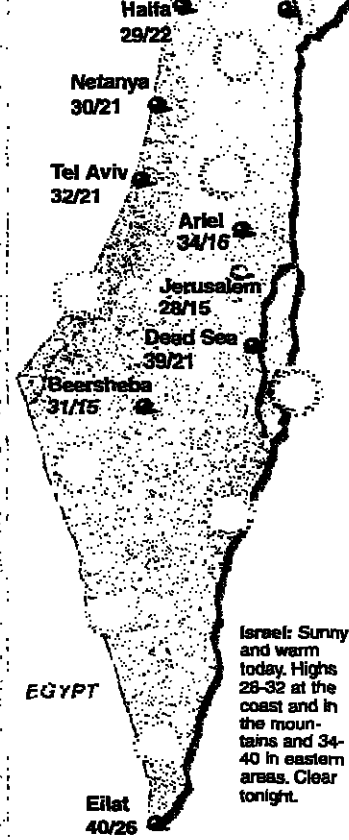 Haifa
29/22
Netanya
30/21
Tel Aviv
32/21
Ariel
34/16
Jerusalem
28/15
Dead Sea
39/21
Beersheba
31/15
EGYPT
Israel: Sunny
and warm
today. Highs
28-32 at the
coast and in
the moun-
tains and 34-
40 in eastern
areas. Clear
tonight.
Eilat
40/26